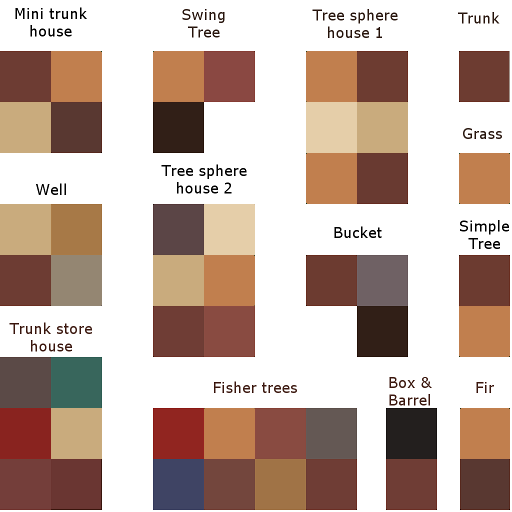 Mini trunk
house
Swing
Tree
Tree sphere
house 1
Trunk
Grass
Well
Tree sphere
house 2
Bucket
Simple
Tree
Trunk store
house
Fisher trees
Box &
Barrel
Fir